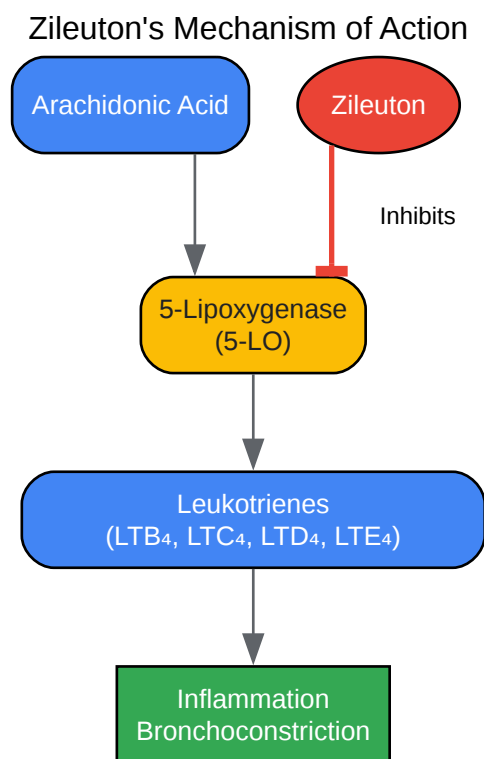 Zileuton's Mechanism of Action
Arachidonic Acid
Zileuton
Inhibits
5-Lipoxygenase
(5-LO)
Leukotrienes
(LTB₄, LTC₄, LTD₄, LTE₄)
Inflammation
Bronchoconstriction